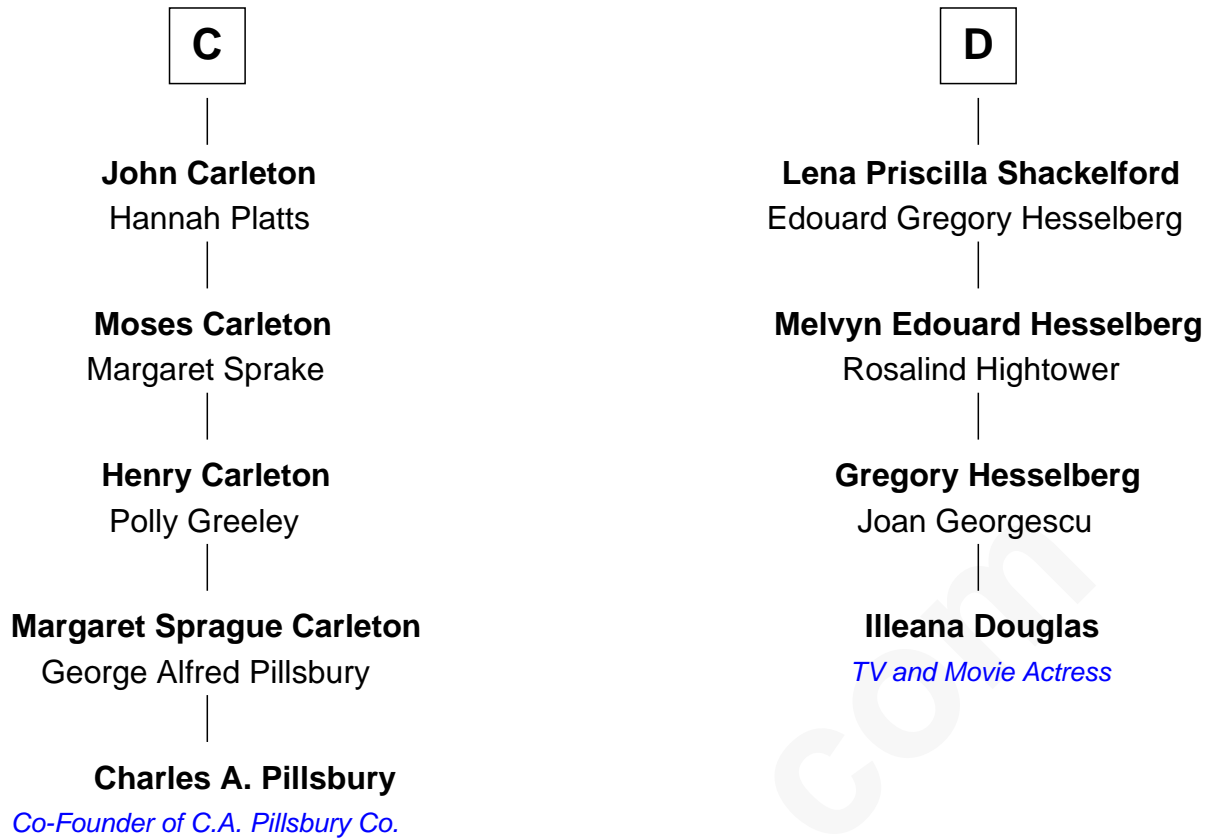 C
John Carleton
Hannah Platts
Moses Carleton
Margaret Sprake
Henry Carleton
Polly Greeley
Margaret Sprague Carleton
George Alfred Pillsbury
Charles A. Pillsbury
Co-Founder of C.A. Pillsbury Co.
D
Lena Priscilla Shackelford
Edouard Gregory Hesselberg
Melvyn Edouard Hesselberg
Rosalind Hightower
Gregory Hesselberg
Joan Georgescu
Illeana Douglas
TV and Movie Actress
com